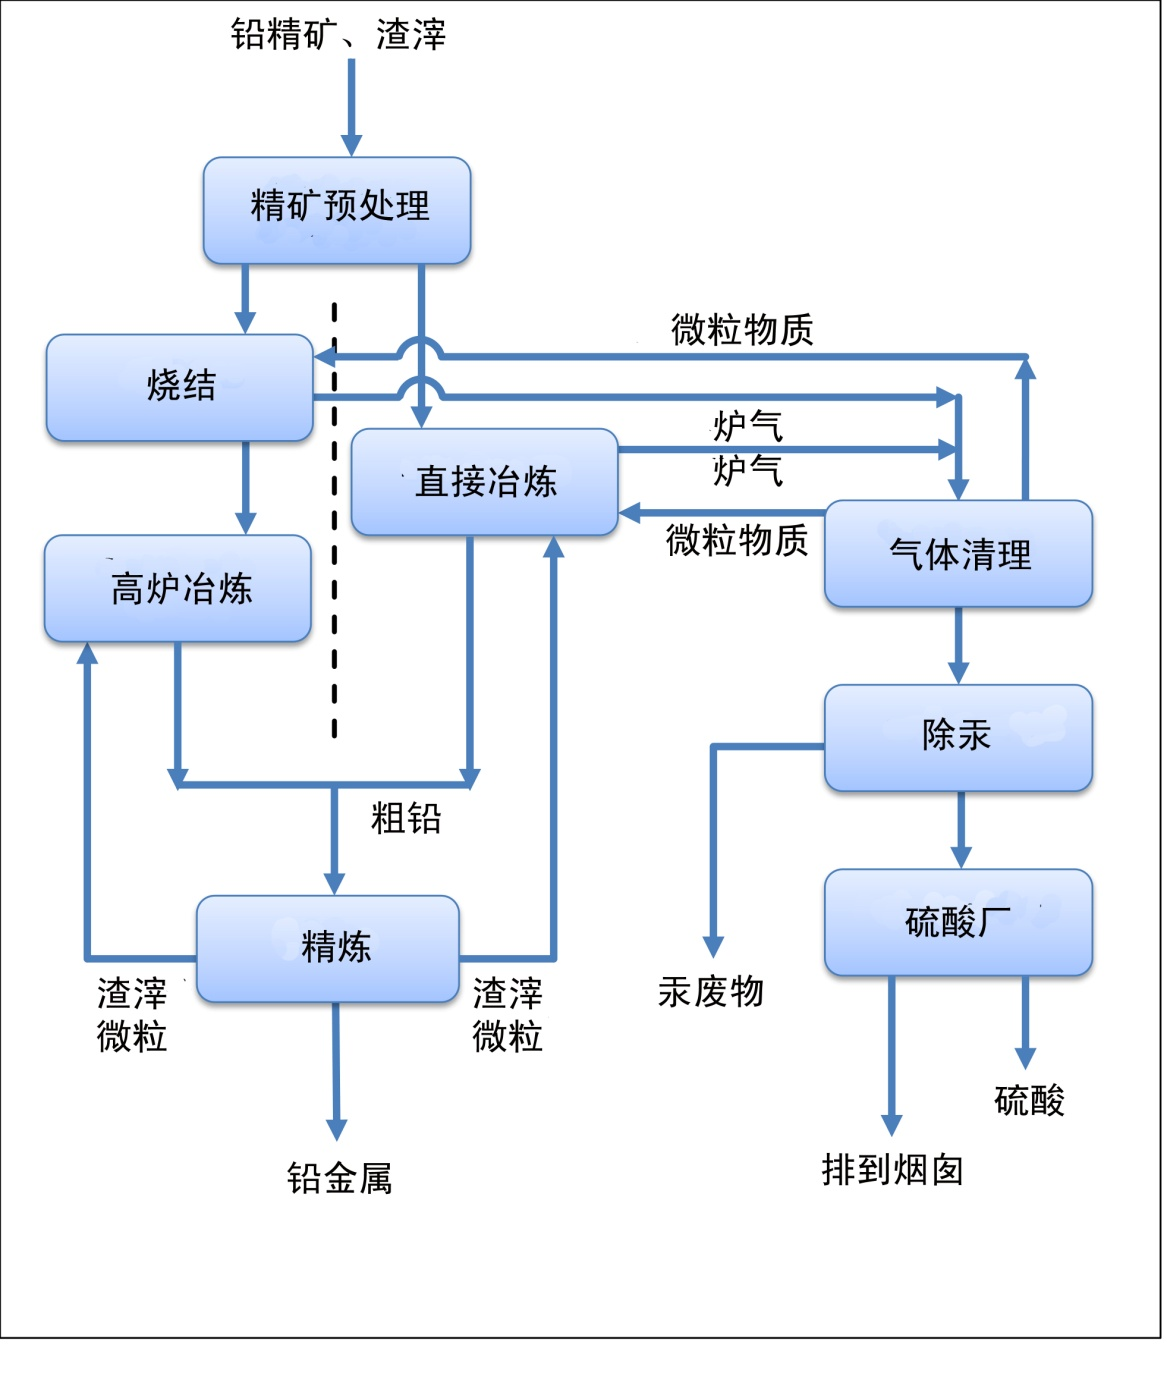 铅精矿、渣滓
精矿预处理
微粒物质
烧结
炉气
炉气
直接冶炼
微粒物质
气体清理
高炉冶炼
除汞
粗铅
硫酸厂
精炼
渣滓
微粒
渣滓
微粒
汞废物
硫酸
铅金属
排到烟囱